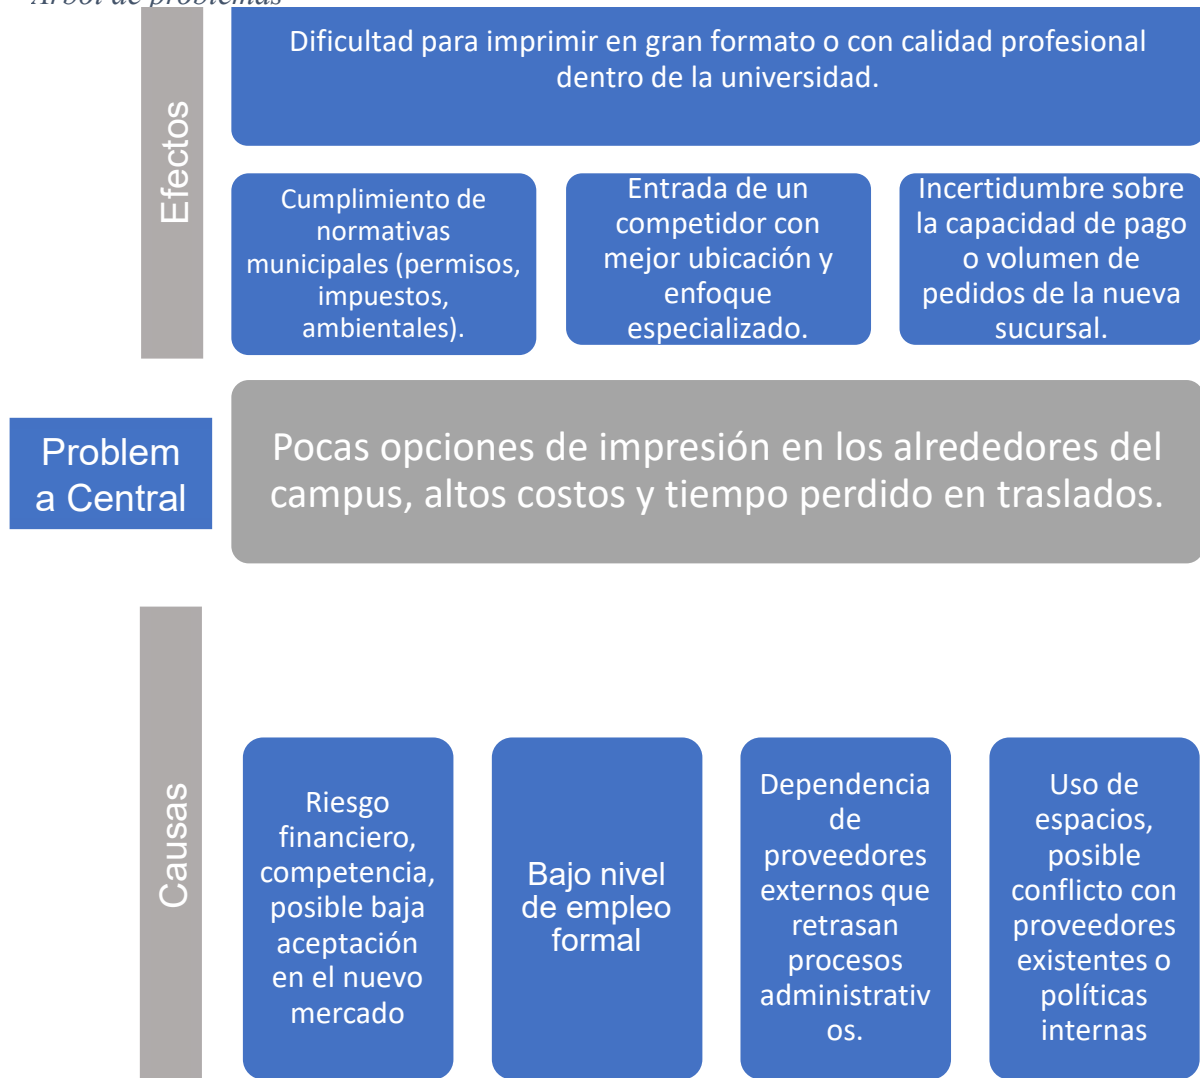 Árbol de problemas
Efectos
Dificultad para imprimir en gran formato o con calidad profesional
dentro de la universidad.
Cumplimiento de
normativas
municipales (permisos,
impuestos,
ambientales).
Entrada de un
competidor con
mejor ubicación y
enfoque
especializado.
Incertidumbre sobre
la capacidad de pago
o volumen de
pedidos de la nueva
sucursal.
Problem
a Central
Pocas opciones de impresión en los alrededores del
campus, altos costos y tiempo perdido en traslados.
Causas
Riesgo
financiero,
competencia,
posible baja
aceptación
en el nuevo
mercado
Bajo nivel
de empleo
formal
Dependencia
de
proveedores
externos que
retrasan
procesos
administrativ
os.
Uso de
espacios,
posible
conflicto con
proveedores
existentes o
políticas
internas